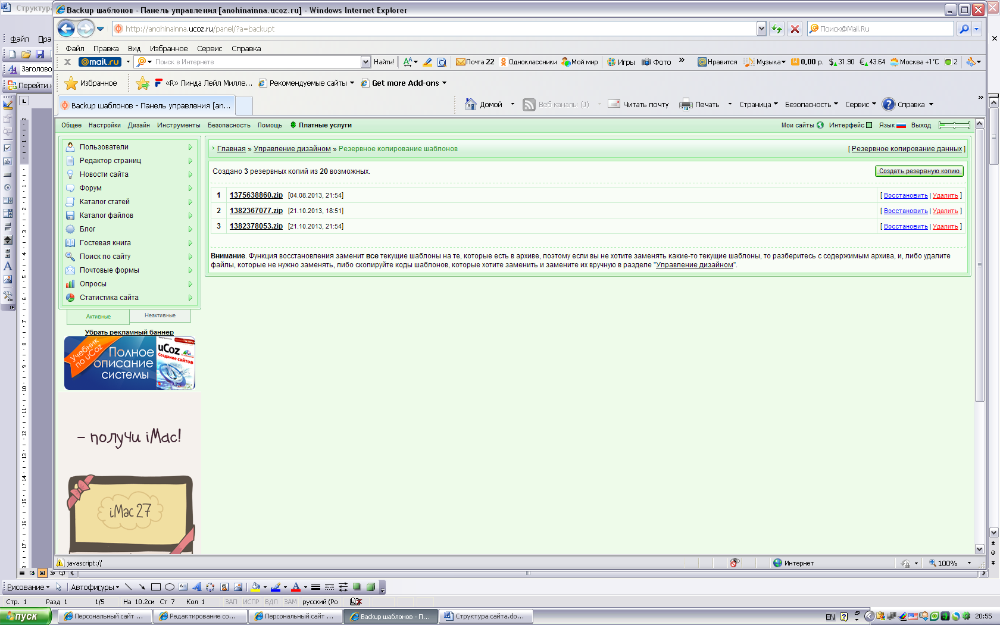 Структура
Backup шаблонов - Панель управления [anohinainna.ucoz.ru] - Windows Internet Explorer
http://anohinainna.ucoz.ru/panel/?a=backupt
Поиск@Mail.Ru
Файл Пра
Файл Правка Вид Избранное Сервис Справка
@mail.ru Поиск в Интернете Найти! Почта 22 Одноклассники Мой мир Игры Фото » Нравится Музыка 0,00 р. $ 31.90 € 43.64 Москва +1°C 2
Заголово
Перейти н
Избранное «R» Линда Лейл Милле... Рекомендуемые сайты Get more Add-ons
Backup шаблонов - Панель управления [an...
Домой Веб-каналы (J) Читать почту Печать Страница Безопасность Сервис Справка »
Общее Настройки Дизайн Инструменты Безопасность Помощь $ Платные услуги
Мои сайты Интерфейс Язык Выход
Пользователи
Редактор страниц
Новости сайта
Форум
Каталог статей
Каталог файлов
Блог
Гостевая книга
Поиск по сайту
Почтовые формы
Опросы
Статистика сайта
Активные Неактивные
Главная » Управление дизайном » Резервное копирование шаблонов
[ Резервное копирование данных ]
Создано 3 резервных копий из 20 возможных.
Создать резервную копию
1 1375638860.zip [04.08.2013, 21:54] [ Восстановить | Удалить ]
2 1382367077.zip [21.10.2013, 18:51] [ Восстановить | Удалить ]
3 1382378053.zip [21.10.2013, 21:54] [ Восстановить | Удалить ]
Внимание. Функция восстановления заменит все текущие шаблоны на те, которые есть в архиве, поэтому если вы не хотите заменять какие-то текущие шаблоны, то разберитесь с содержимым архива, и, либо удалите
файлы, которые не нужно заменять, либо скопируйте коды шаблонов, которые хотите заменить и замените их вручную в разделе "Управление дизайном".
Убрать рекламный баннер
Учебник
по uCoz
Полное
описание
системы
uCoz
Создание сайтов
– получи iMac!
iMac 27
javascript://
Интернет
100%
Рисование Автофигуры
Стр. 1 Разд 1 1/5 На 10.2см Ст 7 Кол 1 ЗАП ИСПР ВДЛ ЗАМ русский (Ро
пуск
Персональный сайт ...
Редактирование со...
Персональный сайт ...
Backup шаблонов - П...
Структура сайта.do...
EN
20:55